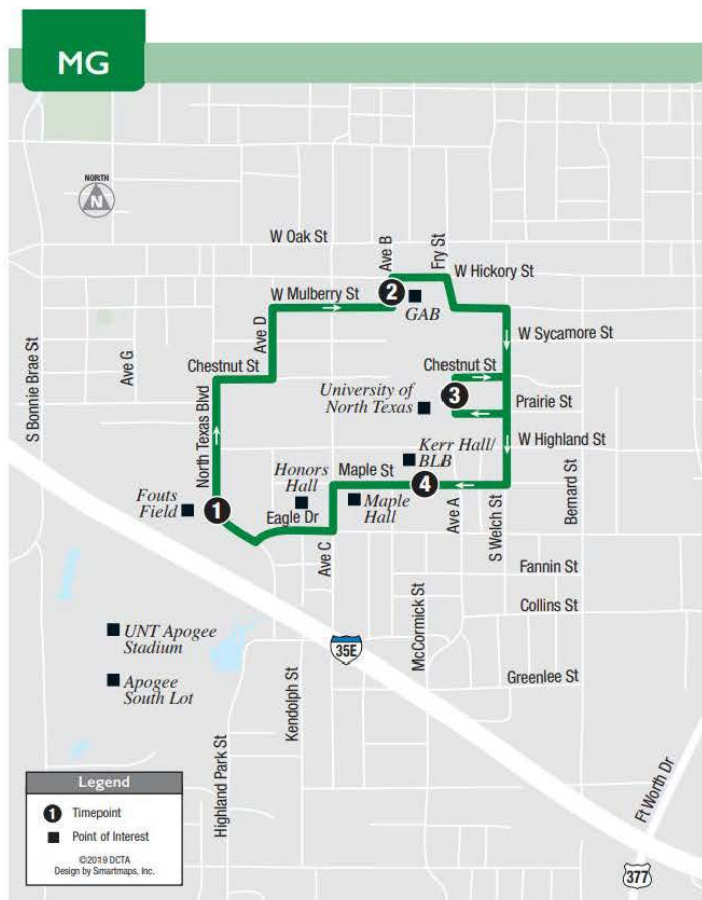 MG
NORTH
N
W Oak St
Ave B
Fry St
W Hickory St
W Mulberry St
2
GAB
Ave D
W Sycamore St
S Bonnie Brae St
Ave G
Chestnut St
Chestnut St
University of
North Texas
3
Prairie St
North Texas Blvd
W Highland St
Kerr Hall/
BLB
Maple St
Honors
Hall
4
Bernard St
Fouts
Field
1
Eagle Dr
Maple
Hall
Ave A
S Welch St
Ave C
Fannin St
McCormick St
Collins St
UNT Apogee
Stadium
35E
Apogee
South Lot
Kendolph St
Greenlee St
Highland Park St
Ft Worth Dr
Legend
1 Timepoint
Point of Interest
©2019 DCTA
Design by Smartmaps, Inc.
377